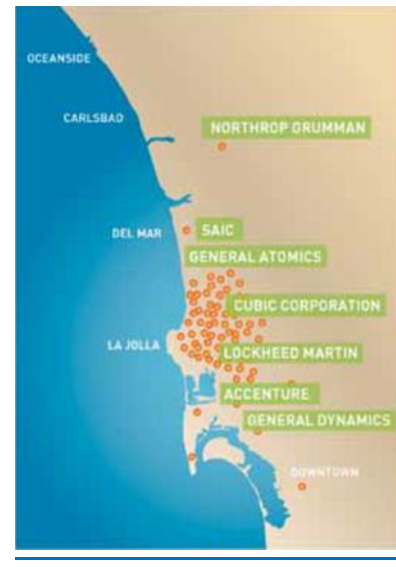 OCEANSIDE
CARLSBAD
NORTHROP GRUMMAN
DEL MAR
SAIC
GENERAL ATOMICS
CUBIC CORPORATION
LA JOLLA
LOCKHEED MARTIN
ACCENTURE
GENERAL DYNAMICS
DOWNTOWN